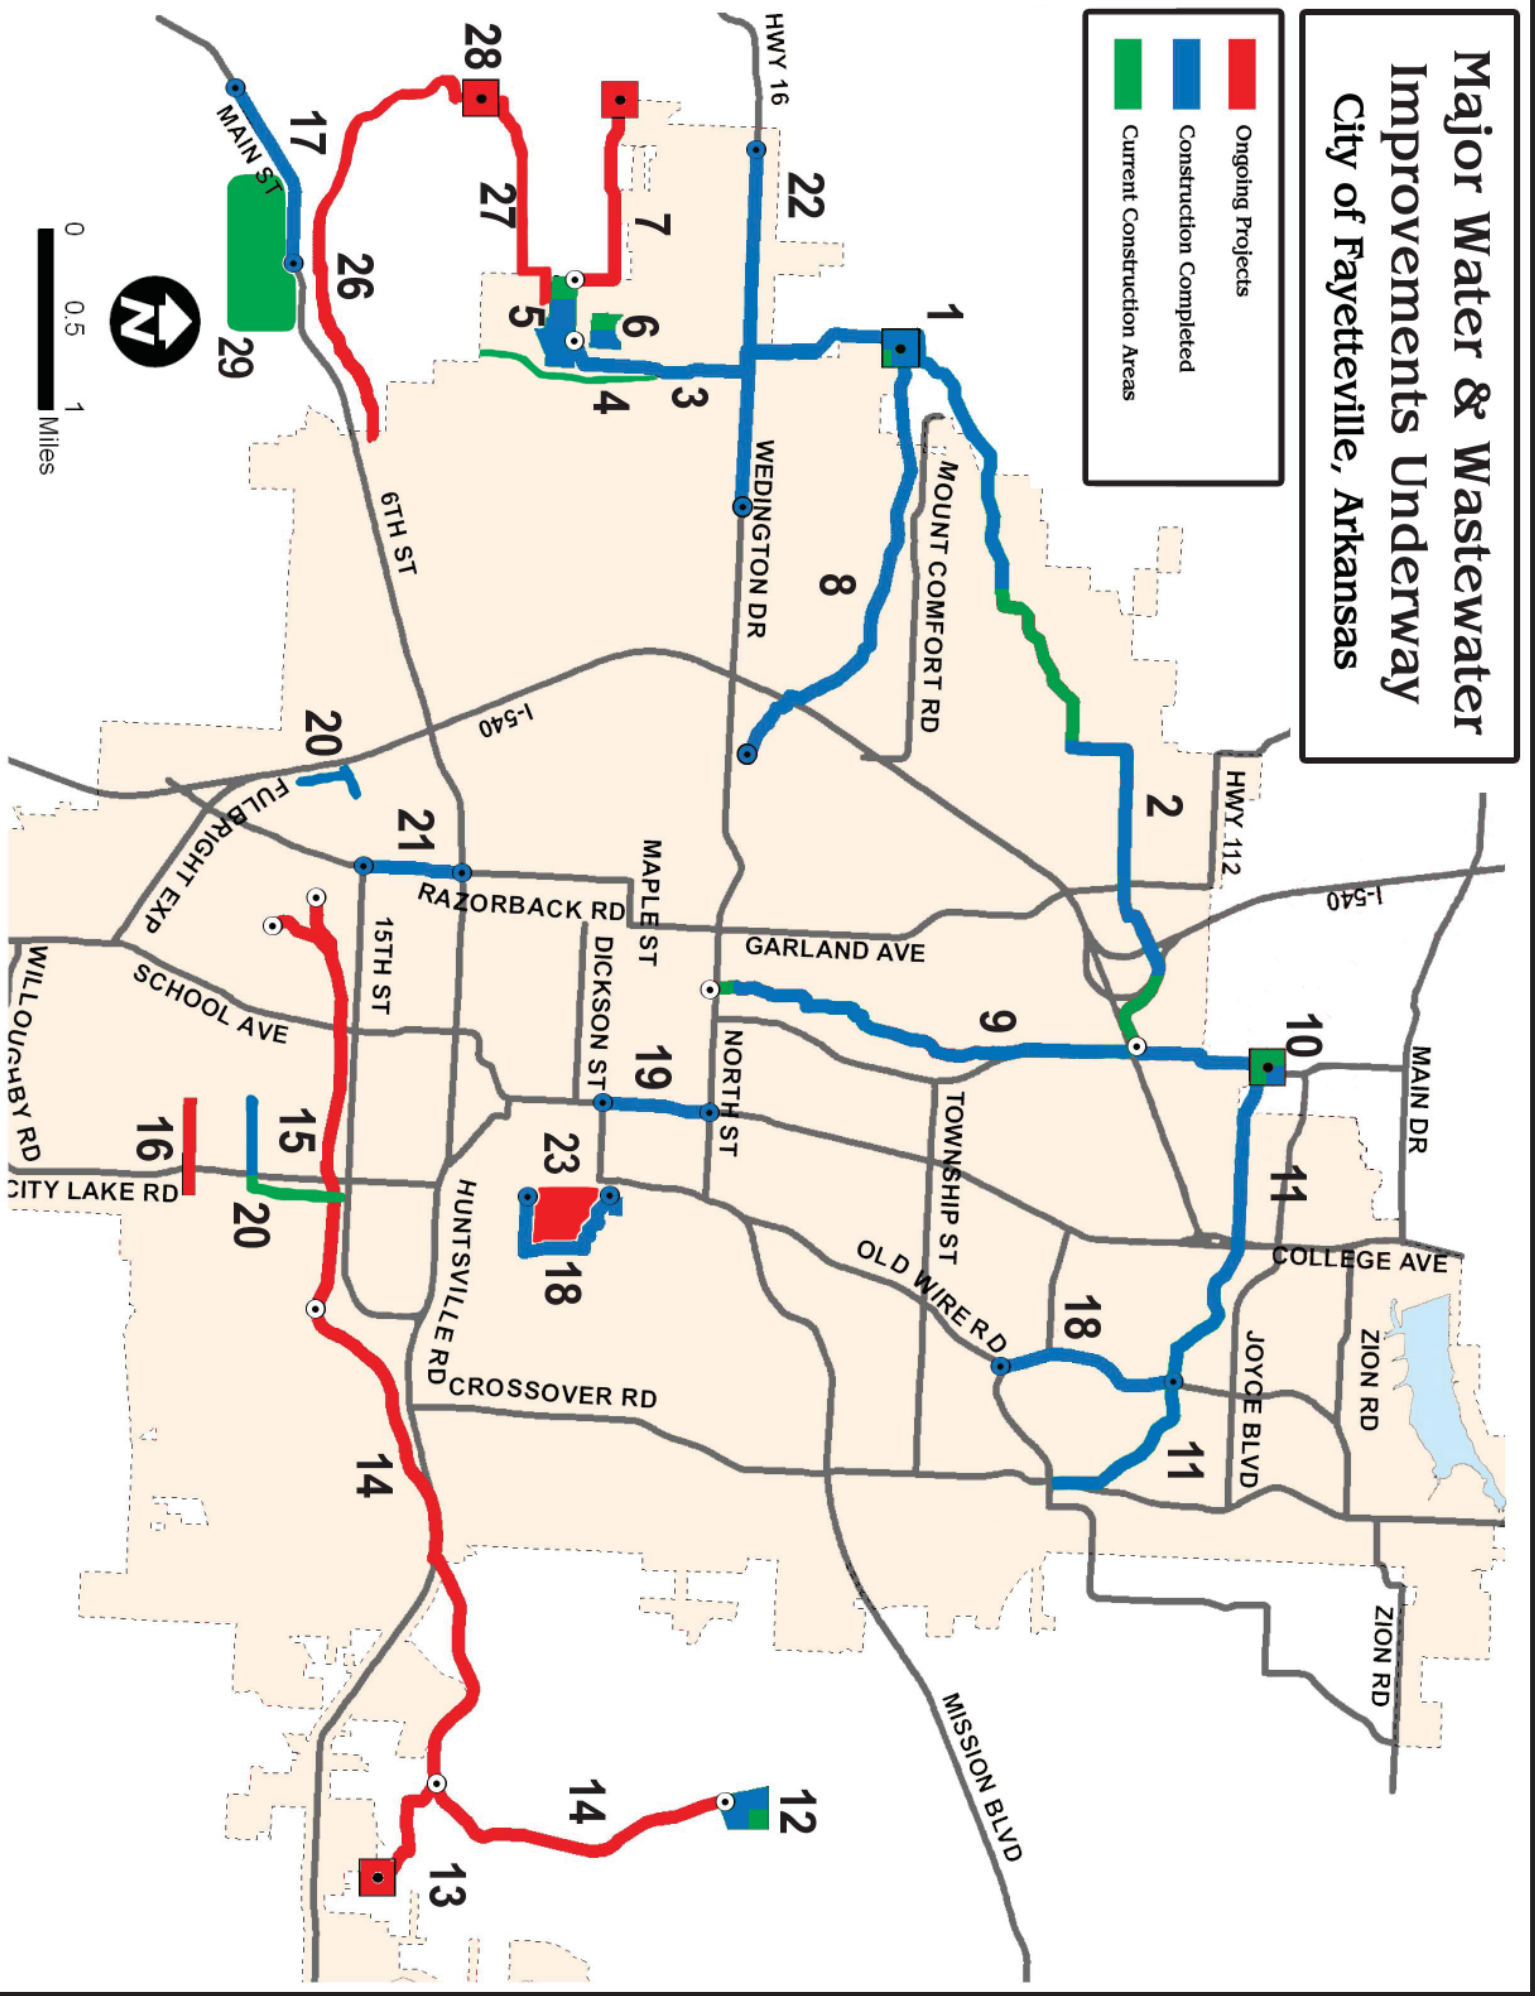 Major Water & Wastewater
Improvements Underway
City of Fayetteville, Arkansas
Ongoing Projects
Construction Completed
Current Construction Areas
HWY 16
22
1
28
7
27
5
6
4
3
17
MAIN ST
26
29
N
0 0.5 1
Miles
WEDINGTON DR
MOUNT COMFORT RD
8
6TH ST
I-540
2
HWY 112
I-540
20
FULBRIGHT EXP
21
RAZORBACK RD
MAPLE ST
GARLAND AVE
15TH ST
DICKSON ST
SCHOOL AVE
WILLOUGHBY RD
9
10
MAIN DR
19
NORTH ST
TOWNSHIP ST
11
15
16
CITY LAKE RD
20
23
18
HUNTSVILLE RD
OLD WIRE RD
COLLEGE AVE
18
JOYCE BLVD
ZION RD
CROSSOVER RD
11
14
ZION RD
MISSION BLVD
14
12
13